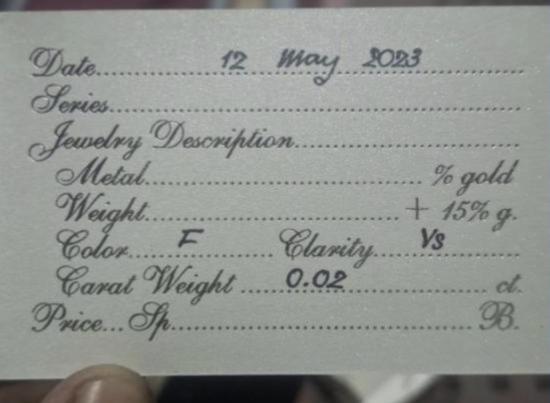 Date 12 May 2023
Series
Jewelry Description
Metal % gold
Weight + 15% g.
Color F Clarity Vs
Carat Weight 0.02 ct.
Price... Sp. B.